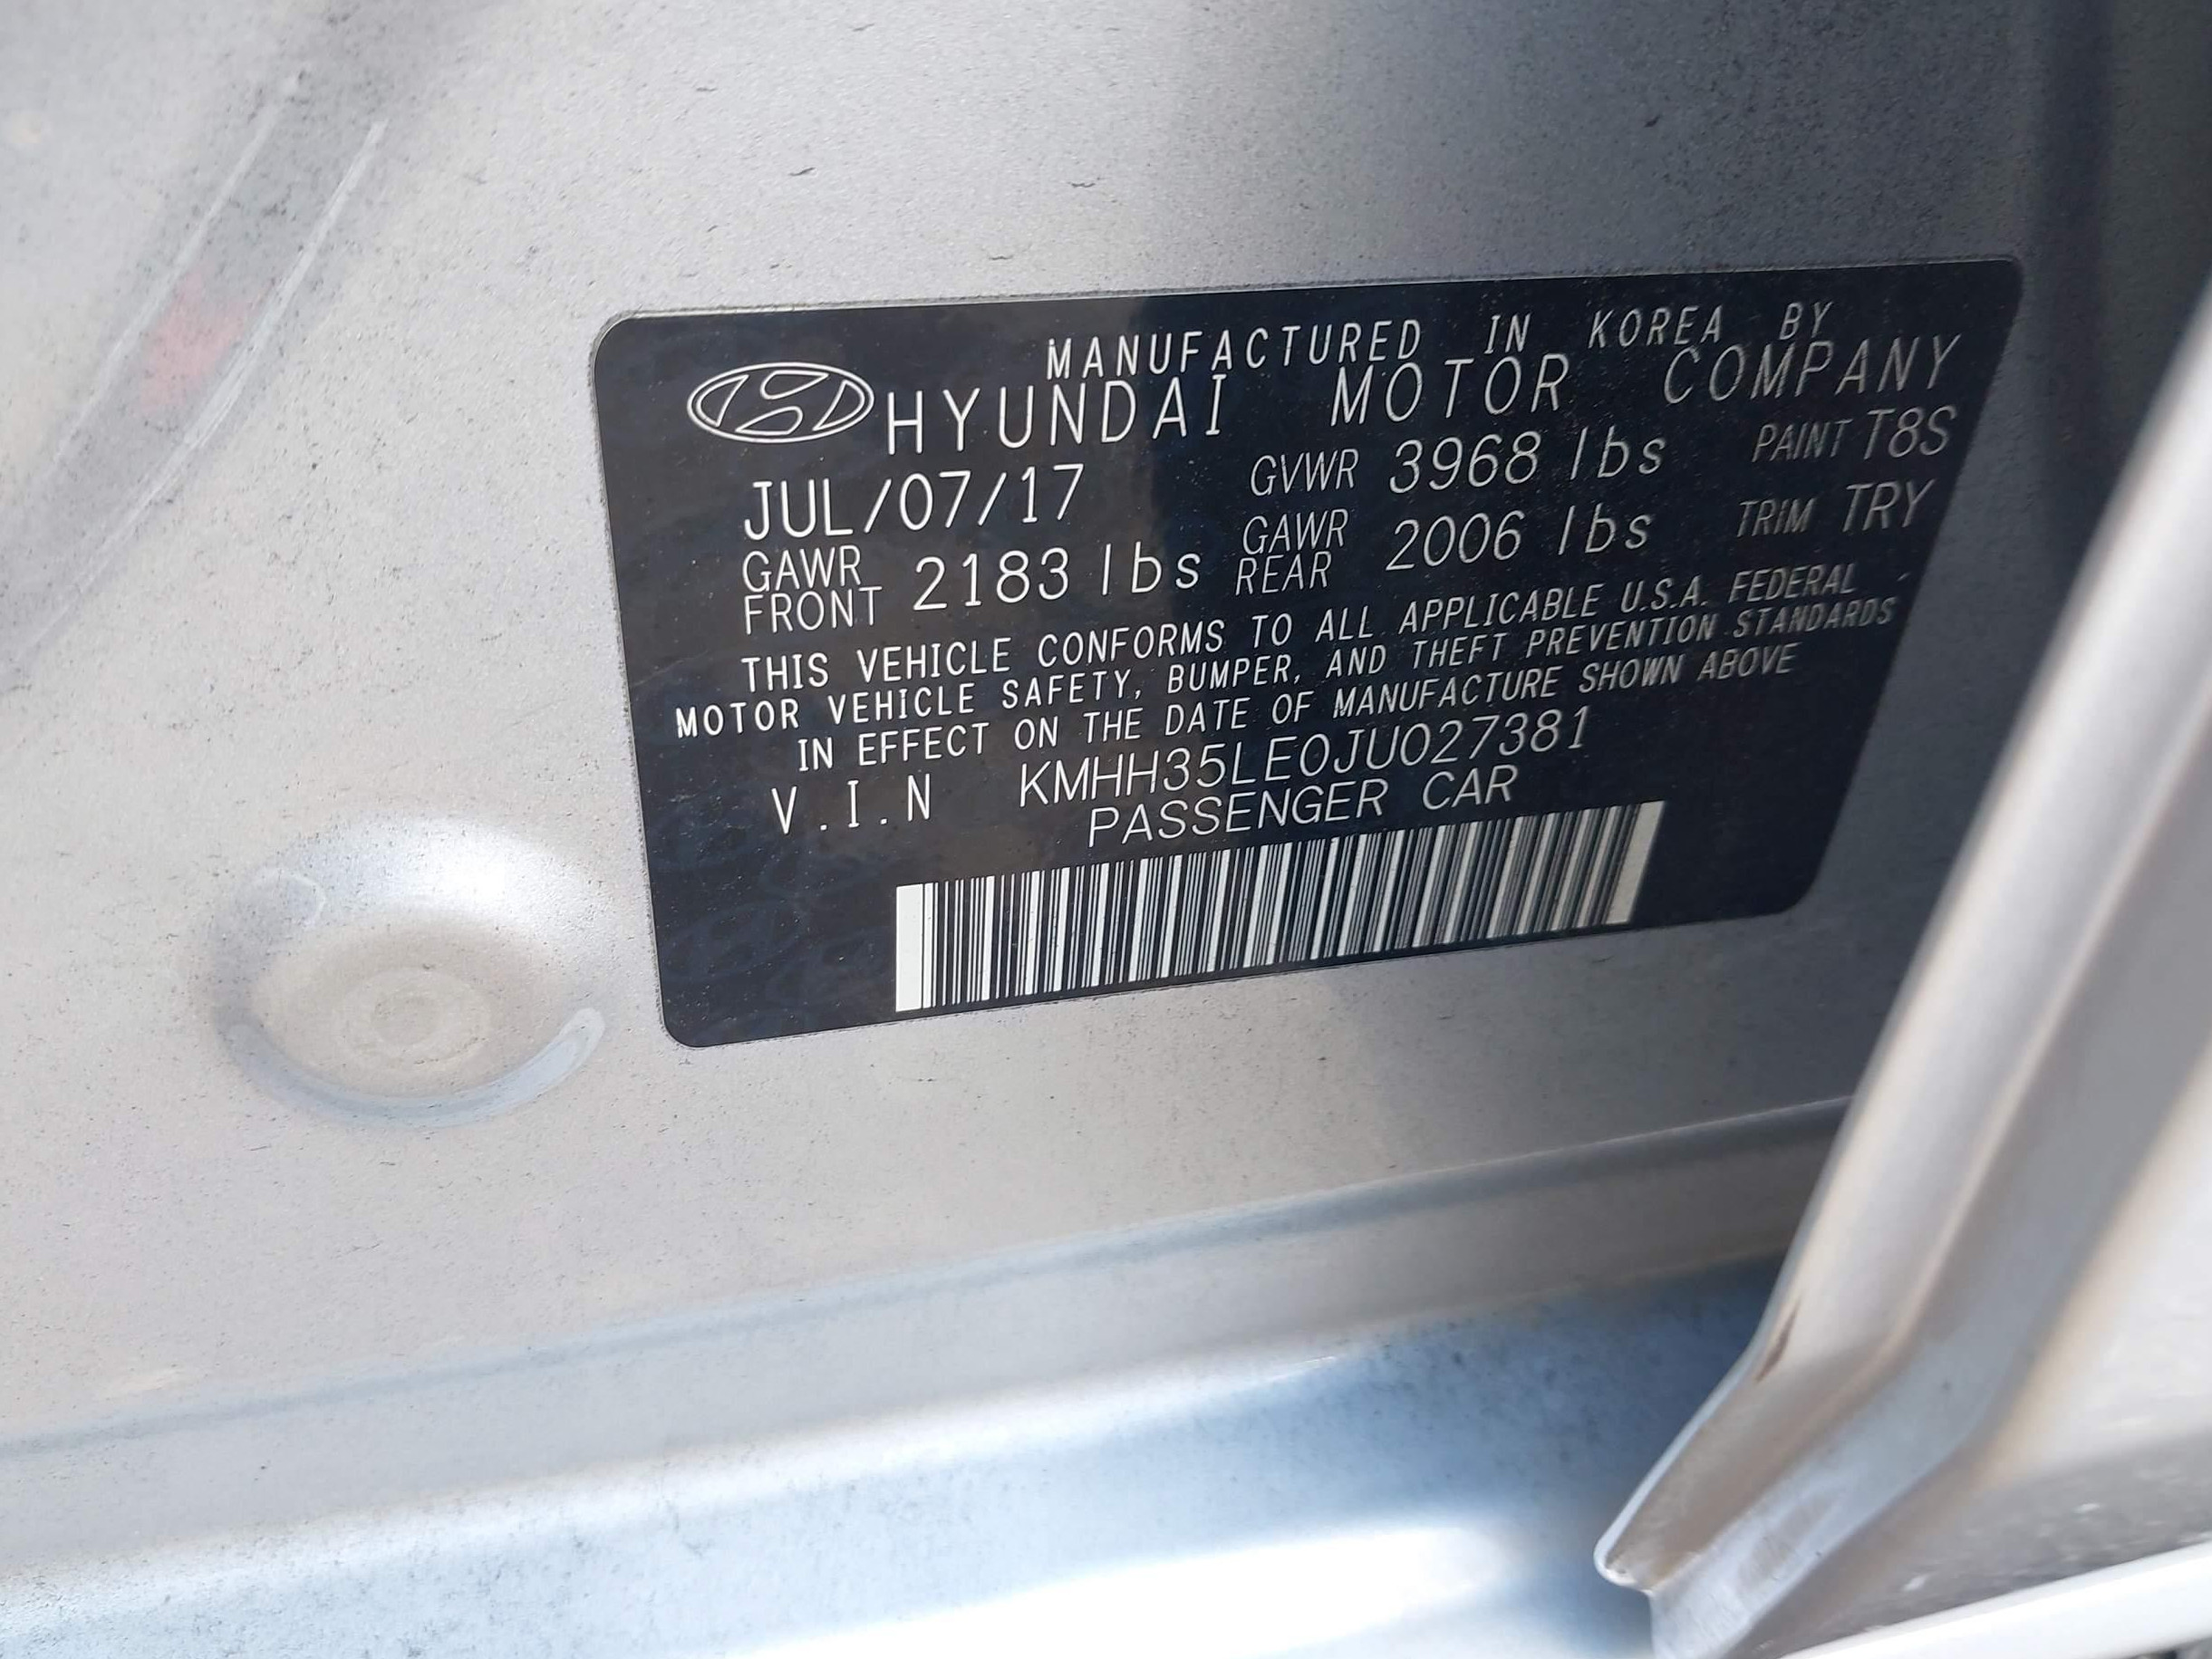 MANUFACTURED IN KOREA BY
HYUNDAI MOTOR COMPANY
JUL/07/17 GVWR 3968 lbs PAINT T8S
GAWR FRONT 2183 lbs GAWR REAR 2006 lbs TRIM TRY
THIS VEHICLE CONFORMS TO ALL APPLICABLE U.S.A. FEDERAL
MOTOR VEHICLE SAFETY, BUMPER, AND THEFT PREVENTION STANDARDS
IN EFFECT ON THE DATE OF MANUFACTURE SHOWN ABOVE
V.I.N KMHH35LE0JU027381
PASSENGER CAR